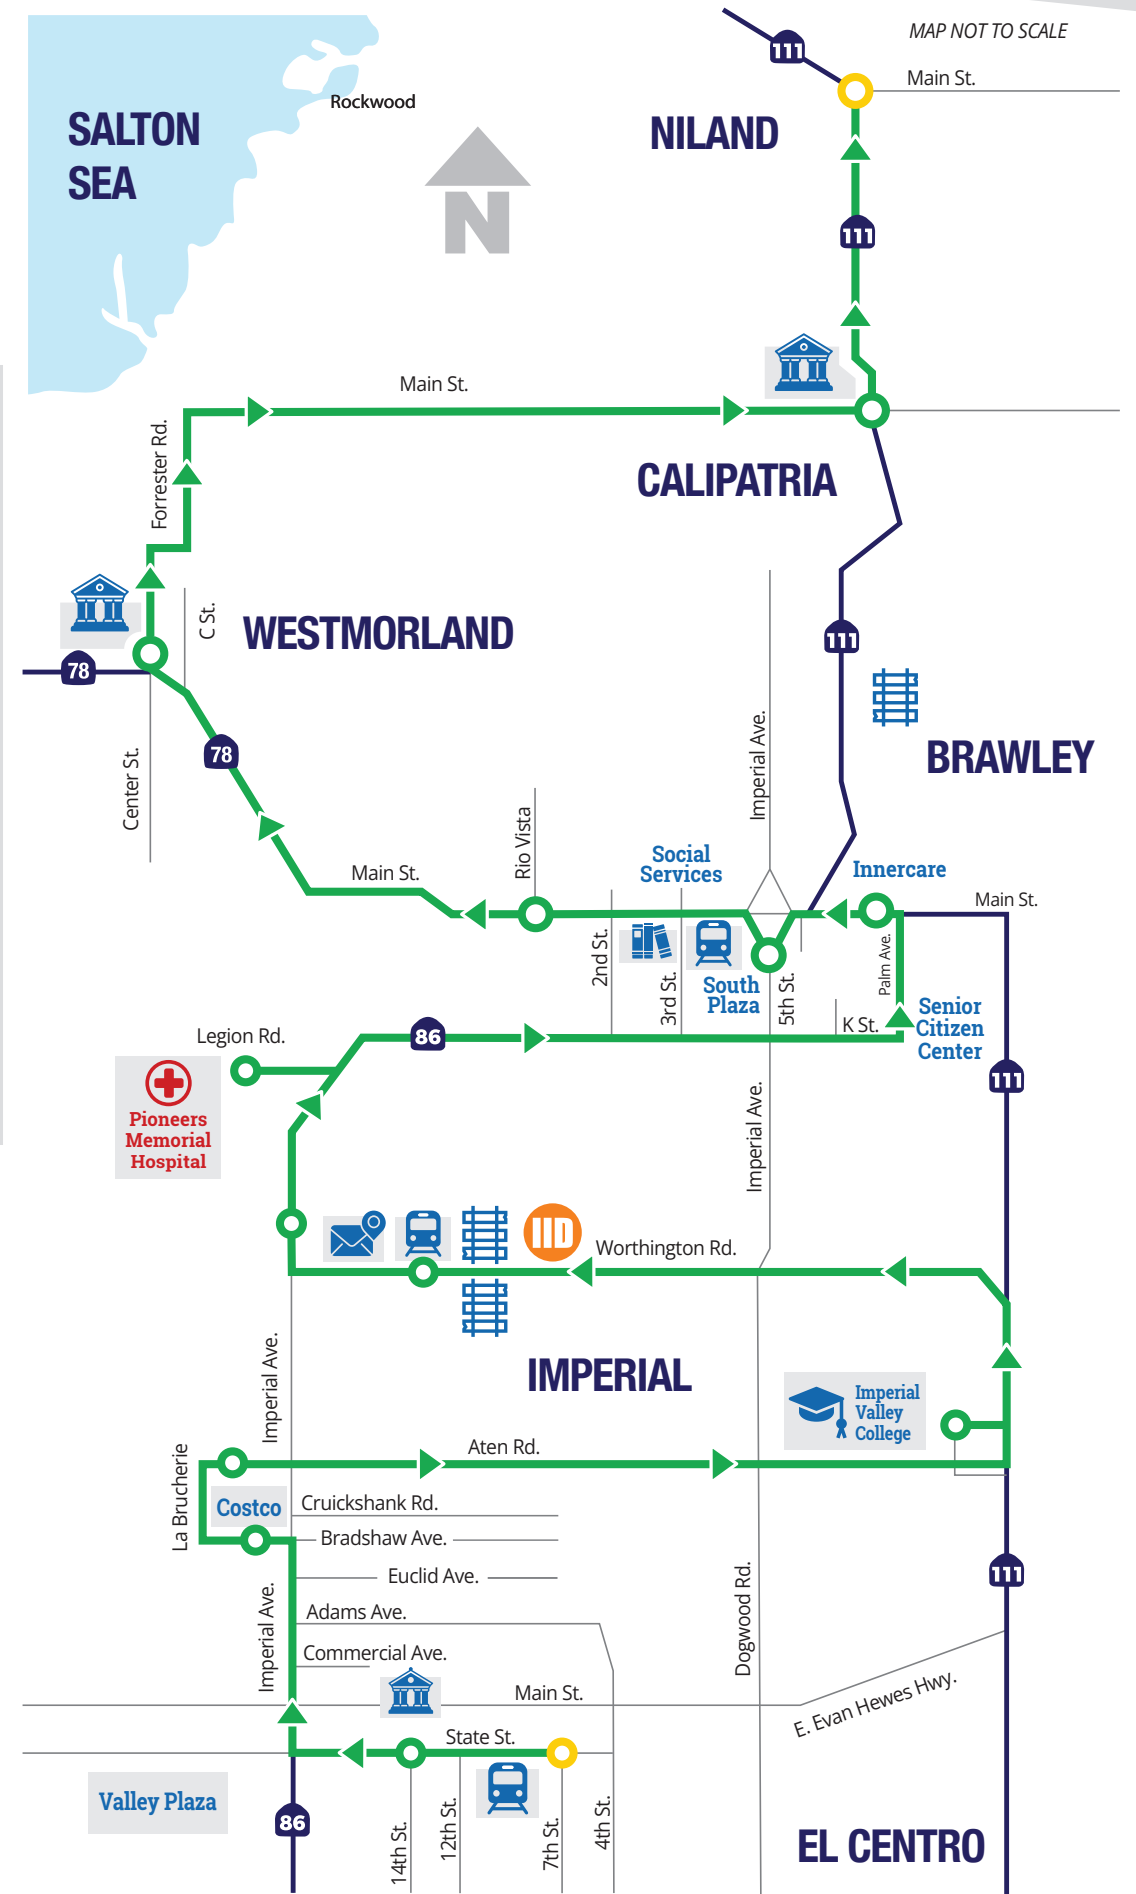 MAP NOT TO SCALE
111
Main St.
Rockwood
SALTON
SEA
NILAND
N
111
Main St.
Forrester Rd.
CALIPATRIA
C St.
WESTMORLAND
78
111
78
Center St.
Imperial Ave.
BRAWLEY
Rio Vista
Main St.
Social
Services
Innercare
Main St.
2nd St.
3rd St.
South
Plaza
5th St.
Palm Ave.
K St.
Senior
Citizen
Center
Legion Rd.
86
111
Pioneers
Memorial
Hospital
Imperial Ave.
IID
Worthington Rd.
Imperial Ave.
IMPERIAL
Imperial
Valley
College
La Brucherie
Aten Rd.
Costco
Cruickshank Rd.
Bradshaw Ave.
Euclid Ave.
111
Imperial Ave.
Adams Ave.
Dogwood Rd.
Commercial Ave.
Main St.
E. Evan Hewes Hwy.
State St.
Valley Plaza
86
14th St.
12th St.
7th St.
4th St.
EL CENTRO